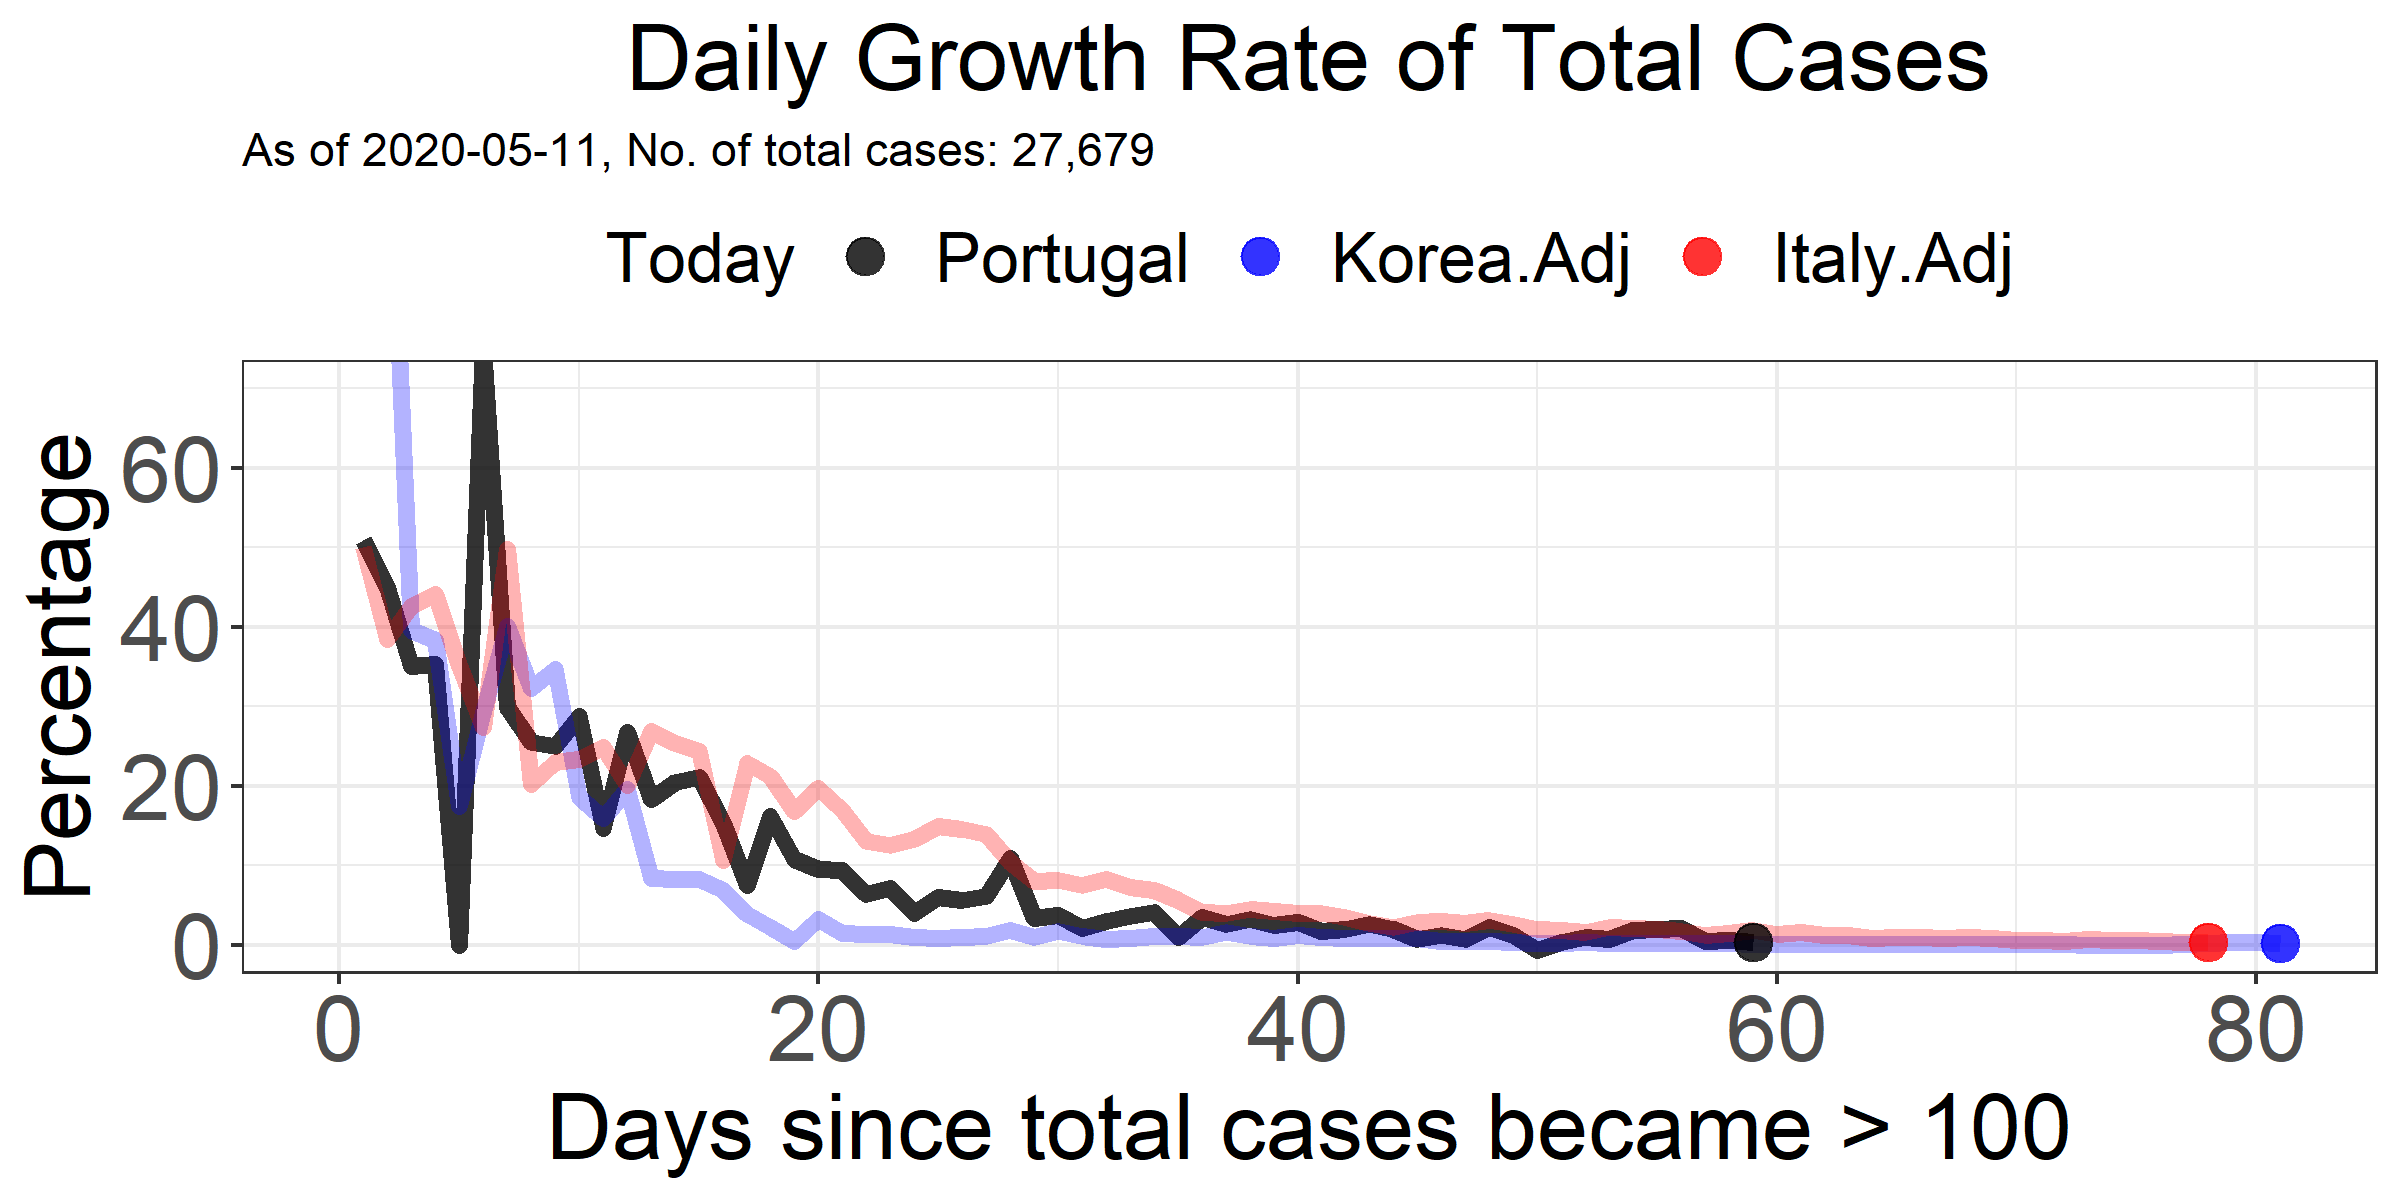 Daily Growth Rate of Total Cases
As of 2020-05-11, No. of total cases: 27,679
Today Portugal Korea.Adj Italy.Adj
Percentage
60
40
20
0
0 20 40 60 80
Days since total cases became > 100